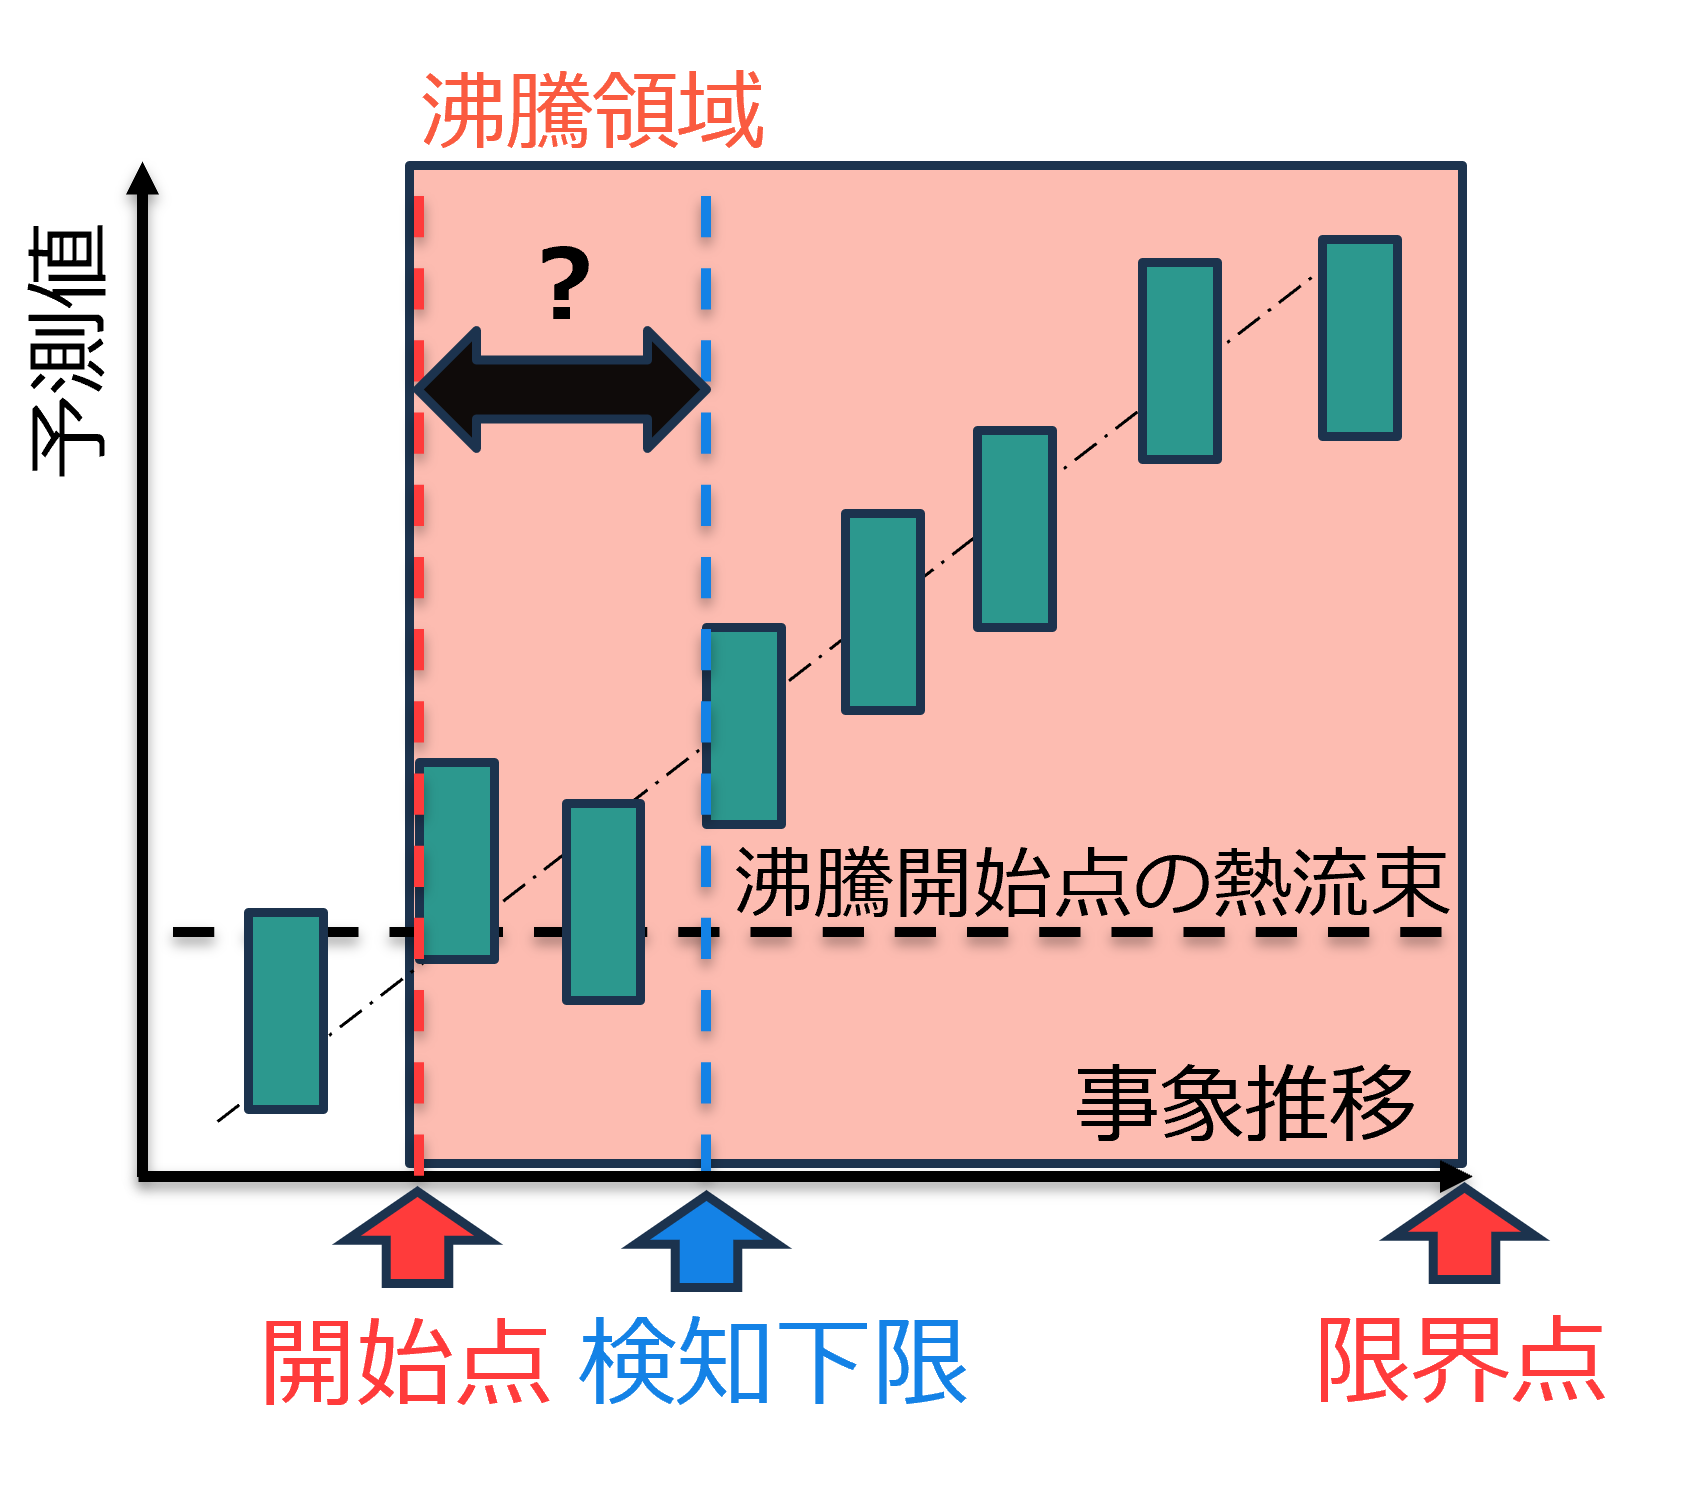 沸騰領域
予測値
?
沸騰開始点の熱流束
事象推移
開始点
検知下限
限界点